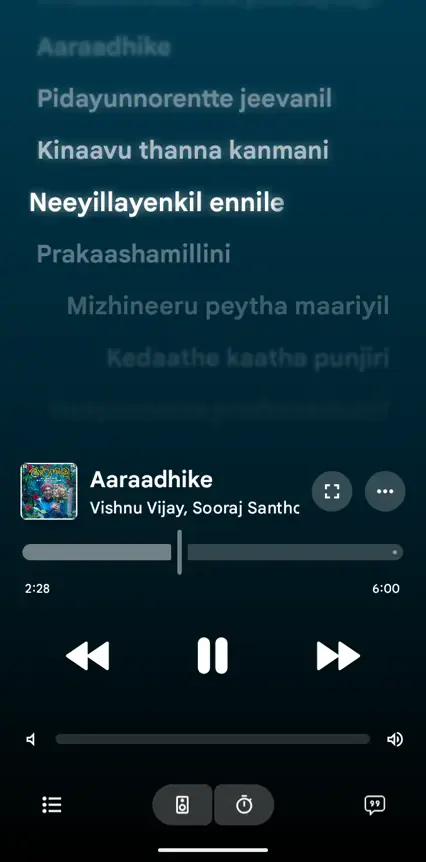 Aaraadhike
Pidayunnorentte jeevanil
Kinaavu thanna kanmani
Neeyillayenkil ennile
Prakaashamillini
Mizhineeru peytha maariyil
Kedaathe kaatha punjiri
Aaraadhike
Vishnu Vijay, Sooraj Santho
2:28
6:00